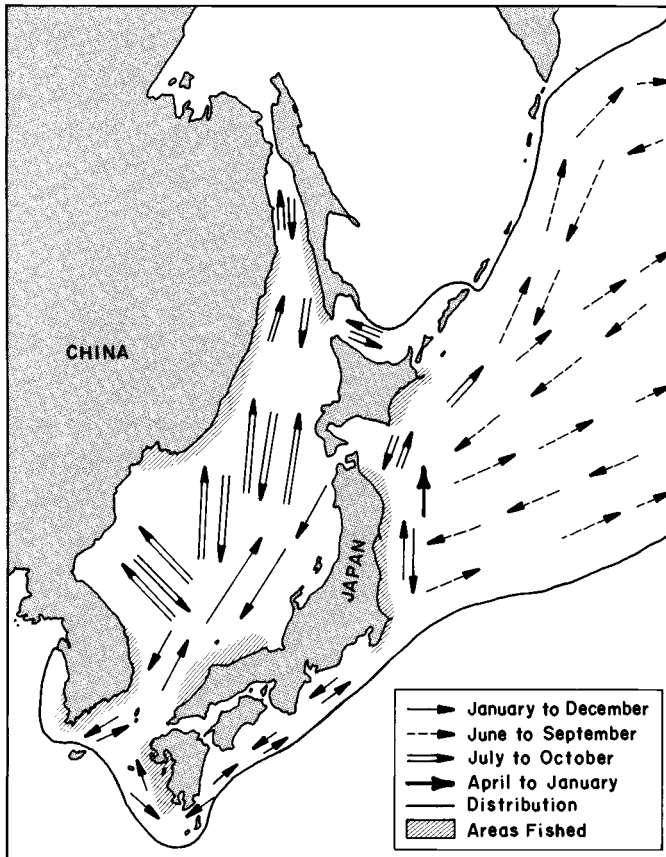 CHINA
JAPAN
January to December
June to September
July to October
April to January
Distribution
Areas Fished